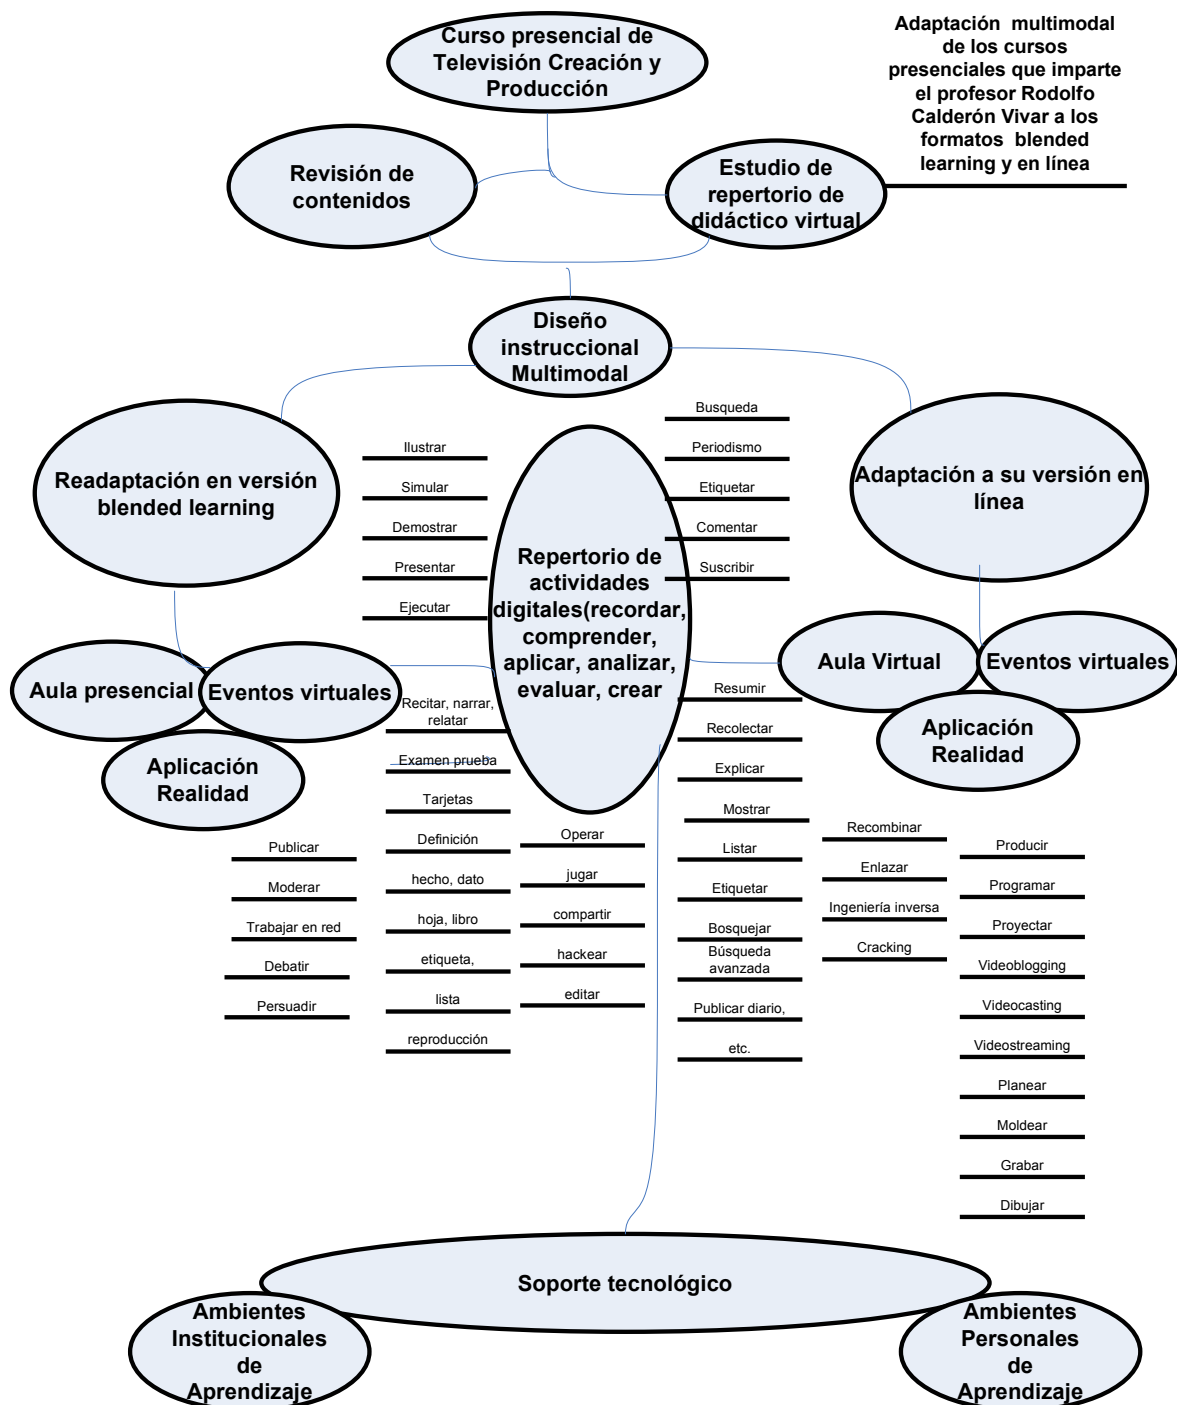 Curso presencial de
Televisión Creación y
Producción
Adaptación multimodal
de los cursos
presenciales que imparte
el profesor Rodolfo
Calderón Vivar a los
formatos blended
learning y en línea
Revisión de
contenidos
Estudio de
repertorio de
didáctico virtual
Diseño
instruccional
Multimodal
Readaptación en versión
blended learning
Adaptación a su versión en
línea
Ilustrar
Simular
Demostrar
Presentar
Ejecutar
Busqueda
Periodismo
Etiquetar
Comentar
Suscribir
Repertorio de
actividades
digitales(recordar,
comprender,
aplicar, analizar,
evaluar, crear
Aula presencial
Eventos virtuales
Aplicación
Realidad
Aula Virtual
Eventos virtuales
Aplicación
Realidad
Publicar
Moderar
Trabajar en red
Debatir
Persuadir
Recitar, narrar,
relatar
Examen prueba
Tarjetas
Definición
hecho, dato
hoja, libro
etiqueta,
lista
reproducción
Operar
jugar
compartir
hackear
editar
Resumir
Recolectar
Explicar
Mostrar
Listar
Etiquetar
Bosquejar
Búsqueda
avanzada
Publicar diario,
etc.
Recombinar
Enlazar
Ingeniería inversa
Cracking
Producir
Programar
Proyectar
Videoblogging
Videocasting
Videostreaming
Planear
Moldear
Grabar
Dibujar
Soporte tecnológico
Ambientes
Institucionales
de
Aprendizaje
Ambientes
Personales
de
Aprendizaje